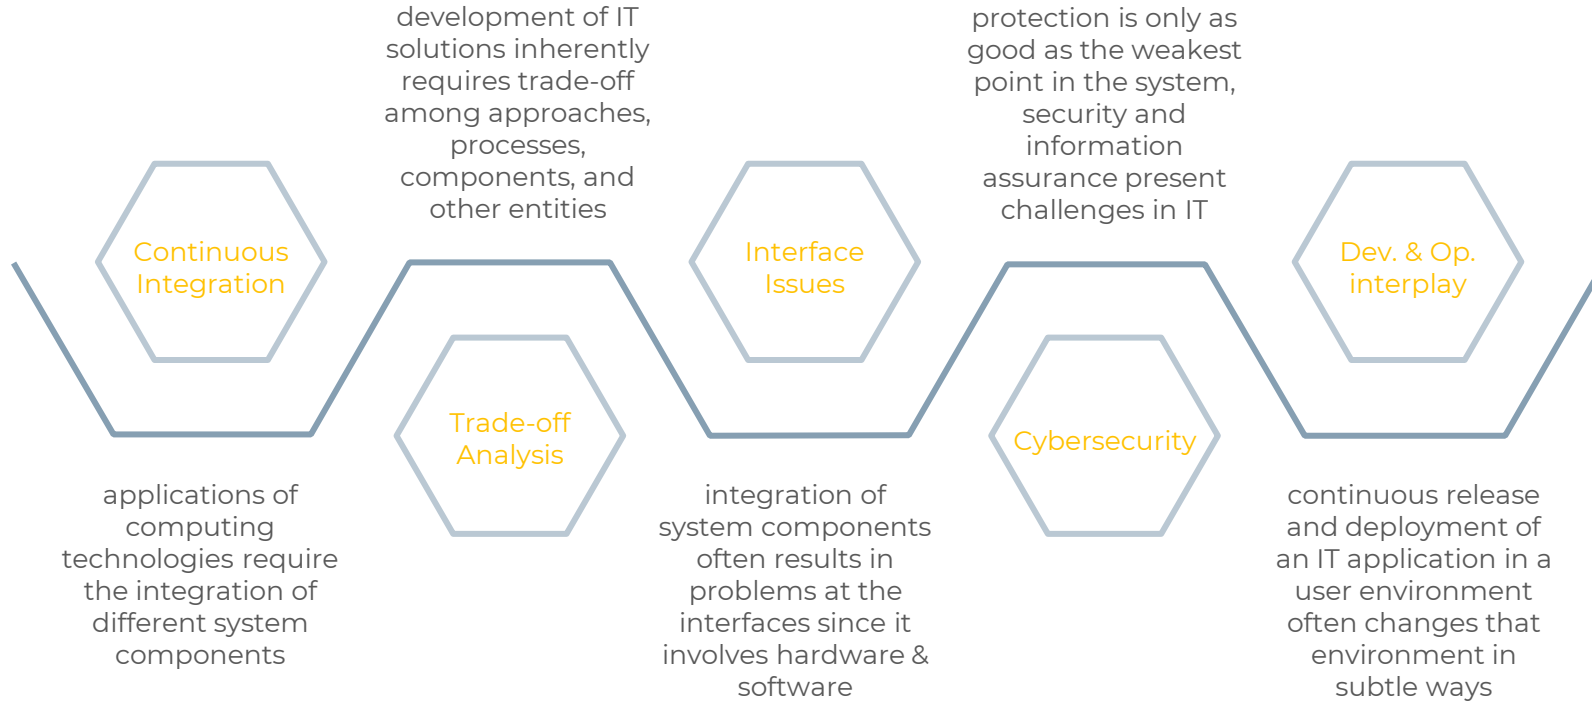 Continuous
Integration
applications of
computing
technologies require
the integration of
different system
components
development of IT
solutions inherently
requires trade-off
among approaches,
processes,
components, and
other entities
Trade-off
Analysis
Interface
Issues
integration of
system components
often results in
problems at the
interfaces since it
involves hardware &
software
protection is only as
good as the weakest
point in the system,
security and
information
assurance present
challenges in IT
Cybersecurity
Dev. & Op.
interplay
continuous release
and deployment of
an IT application in a
user environment
often changes that
environment in
subtle ways